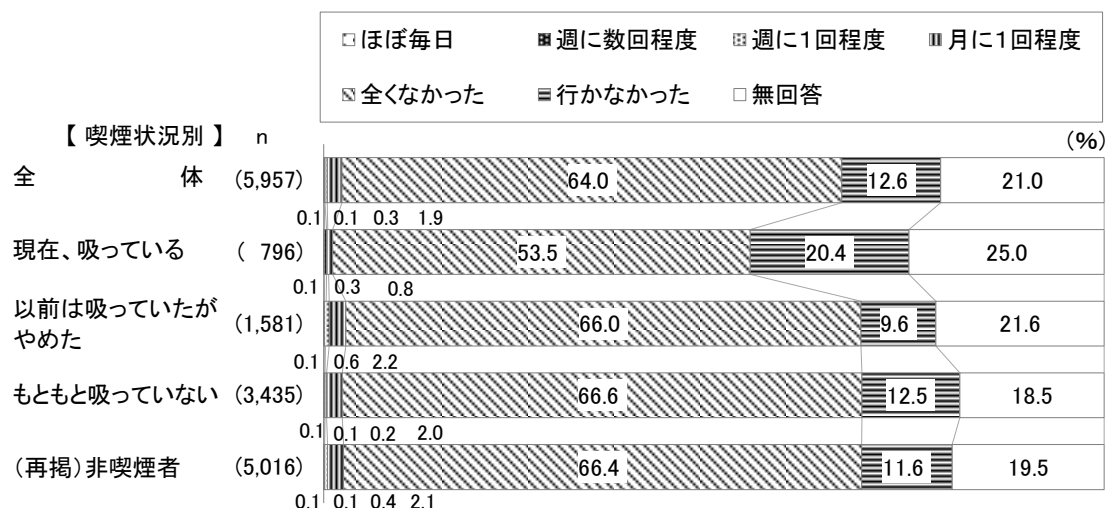 ほぼ毎日 週に数回程度 週に1回程度 月に1回程度
全くなかった 行かなかった 無回答
【 喫煙状況別 】 n
(%)
全 体 (5,957) 64.0 12.6 21.0
0.1 0.1 0.3 1.9
現在、吸っている ( 796) 53.5 20.4 25.0
0.1 0.3 0.8
以前は吸っていたが
やめた (1,581) 66.0 9.6 21.6
0.1 0.6 2.2
もともと吸っていない (3,435) 66.6 12.5 18.5
0.1 0.1 0.2 2.0
(再掲)非喫煙者 (5,016) 66.4 11.6 19.5
0.1 0.1 0.4 2.1